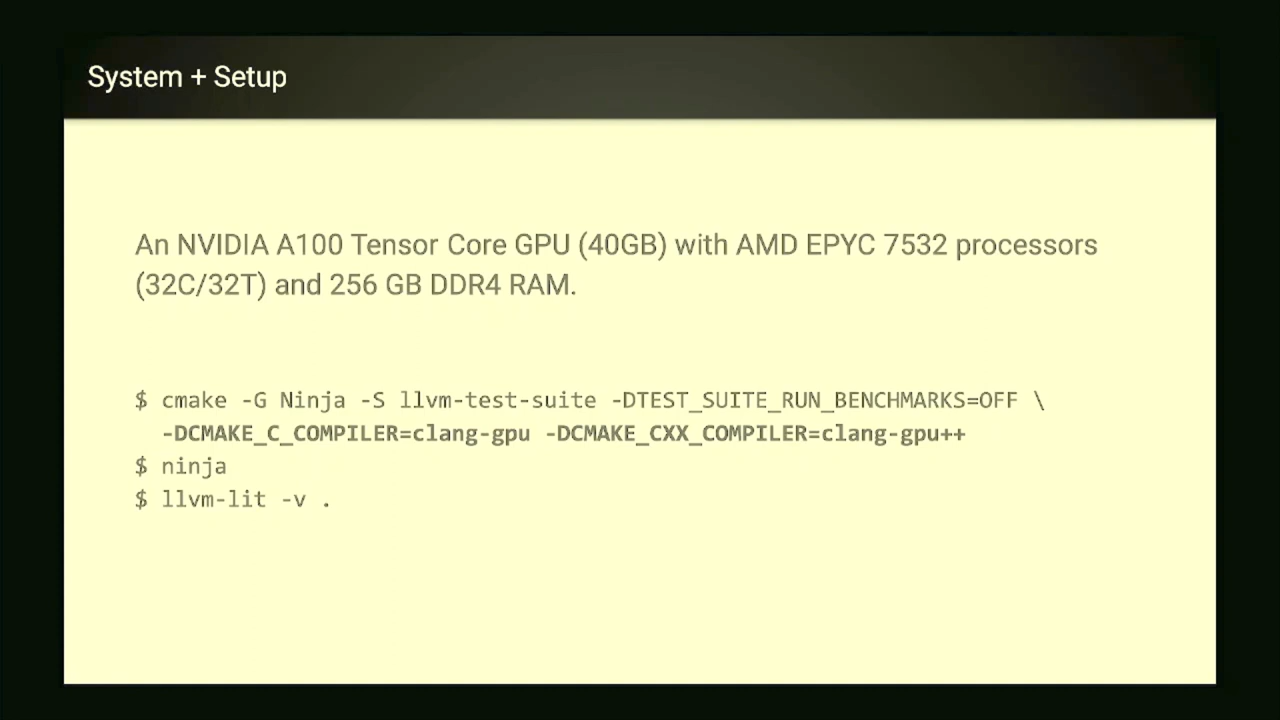 System + Setup
An NVIDIA A100 Tensor Core GPU (40GB) with AMD EPYC 7532 processors
(32C/32T) and 256 GB DDR4 RAM.
$ cmake -G Ninja -S llvm-test-suite -DTEST_SUITE_RUN_BENCHMARKS=OFF \
-DCMAKE_C_COMPILER=clang-gpu -DCMAKE_CXX_COMPILER=clang-gpu++
$ ninja
$ llvm-lit -v .